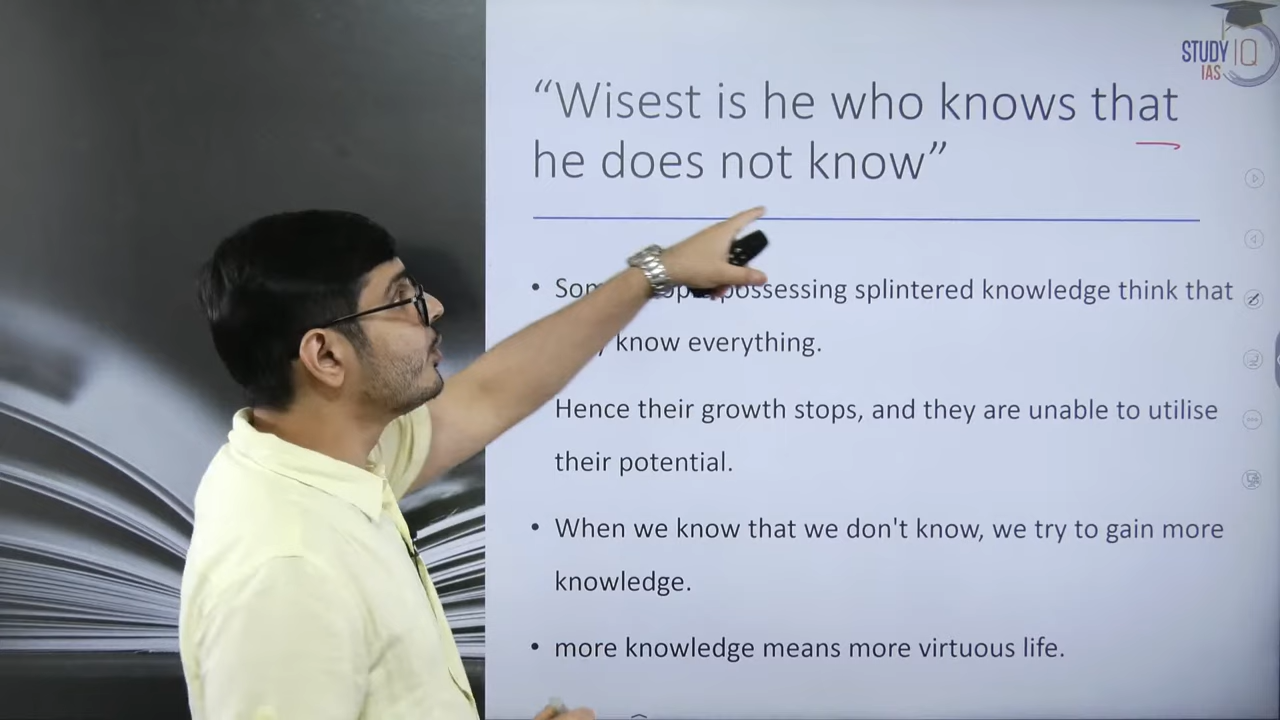 STUDY IQ
IAS
“Wisest is he who knows that
he does not know”
• possessing splintered knowledge think that
know everything.
Hence their growth stops, and they are unable to utilise
their potential.
• When we know that we don't know, we try to gain more
knowledge.
• more knowledge means more virtuous life.